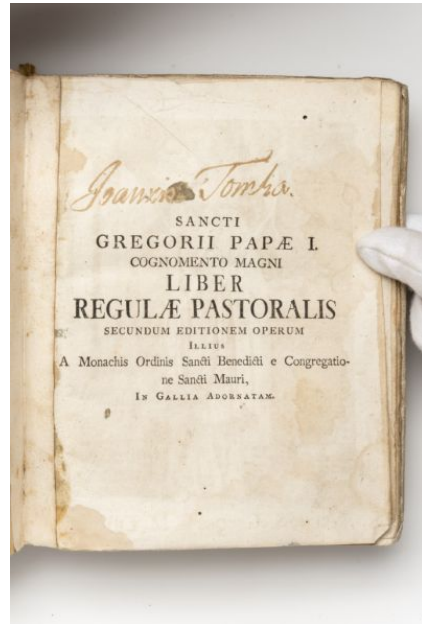 Joannis Tomka.
SANCTI
GREGORII PAPÆ I.
COGNOMENTO MAGNI
LIBER
REGULÆ PASTORALIS
SECUNDUM EDITIONEM OPERUM
ILLIUS
A Monachis Ordinis Sancti Benedicti e Congregatio-
ne Sancti Mauri,
IN GALLIA ADORNATAM.